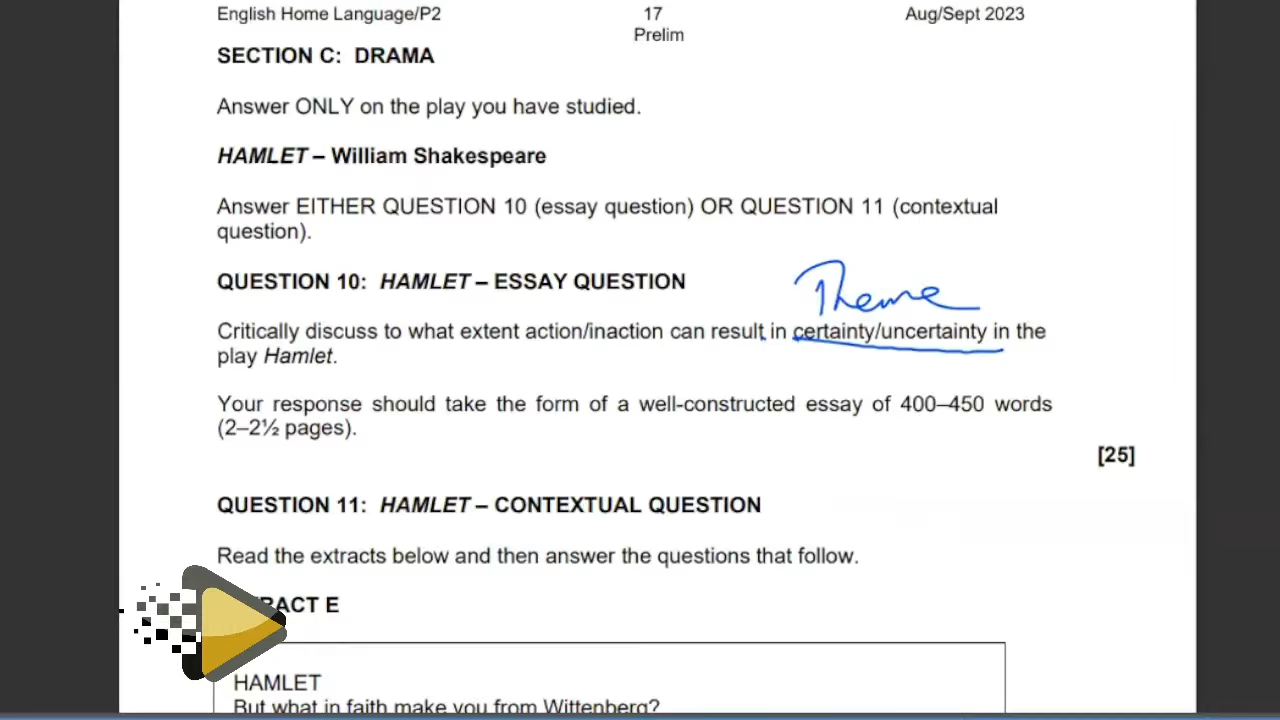 English Home Language/P2 17 Aug/Sept 2023
Prelim
SECTION C: DRAMA
Answer ONLY on the play you have studied.
HAMLET – William Shakespeare
Answer EITHER QUESTION 10 (essay question) OR QUESTION 11 (contextual
question).
QUESTION 10: HAMLET – ESSAY QUESTION
Theme
Critically discuss to what extent action/inaction can result in certainty/uncertainty in the
play Hamlet.
Your response should take the form of a well-constructed essay of 400–450 words
(2–2½ pages).
[25]
QUESTION 11: HAMLET – CONTEXTUAL QUESTION
Read the extracts below and then answer the questions that follow.
RACT E
HAMLET
But what in faith make you from Wittenberg?